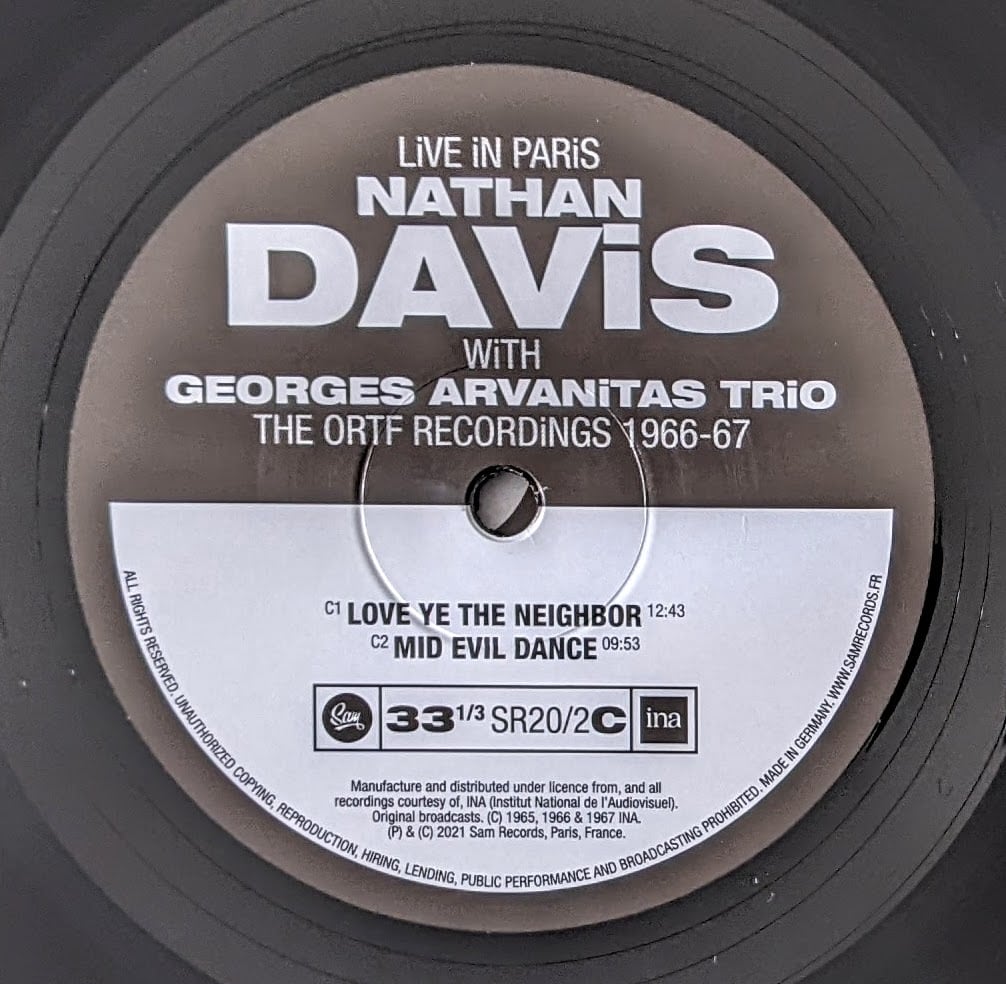 LiVE iN PARiS
NATHAN
DAViS
WiTH
GEORGES ARVANiTAS TRiO
THE ORTF RECORDiNGS 1966-67
C1 LOVE YE THE NEIGHBOR 12:43
C2 MID EVIL DANCE 09:53
Sam 33 1/3 SR20/2C ina
Manufacture and distributed under licence from, and all
recordings courtesy of, INA (Institut National de l'Audiovisuel).
Original broadcasts. (C) 1965, 1966 & 1967 INA.
(P) & (C) 2021 Sam Records, Paris, France.
ALL RIGHTS RESERVED. UNAUTHORIZED COPYING, REPRODUCTION, HIRING, LENDING, PUBLIC PERFORMANCE AND BROADCASTING PROHIBITED. MADE IN GERMANY. WWW.SAMRECORDS.FR